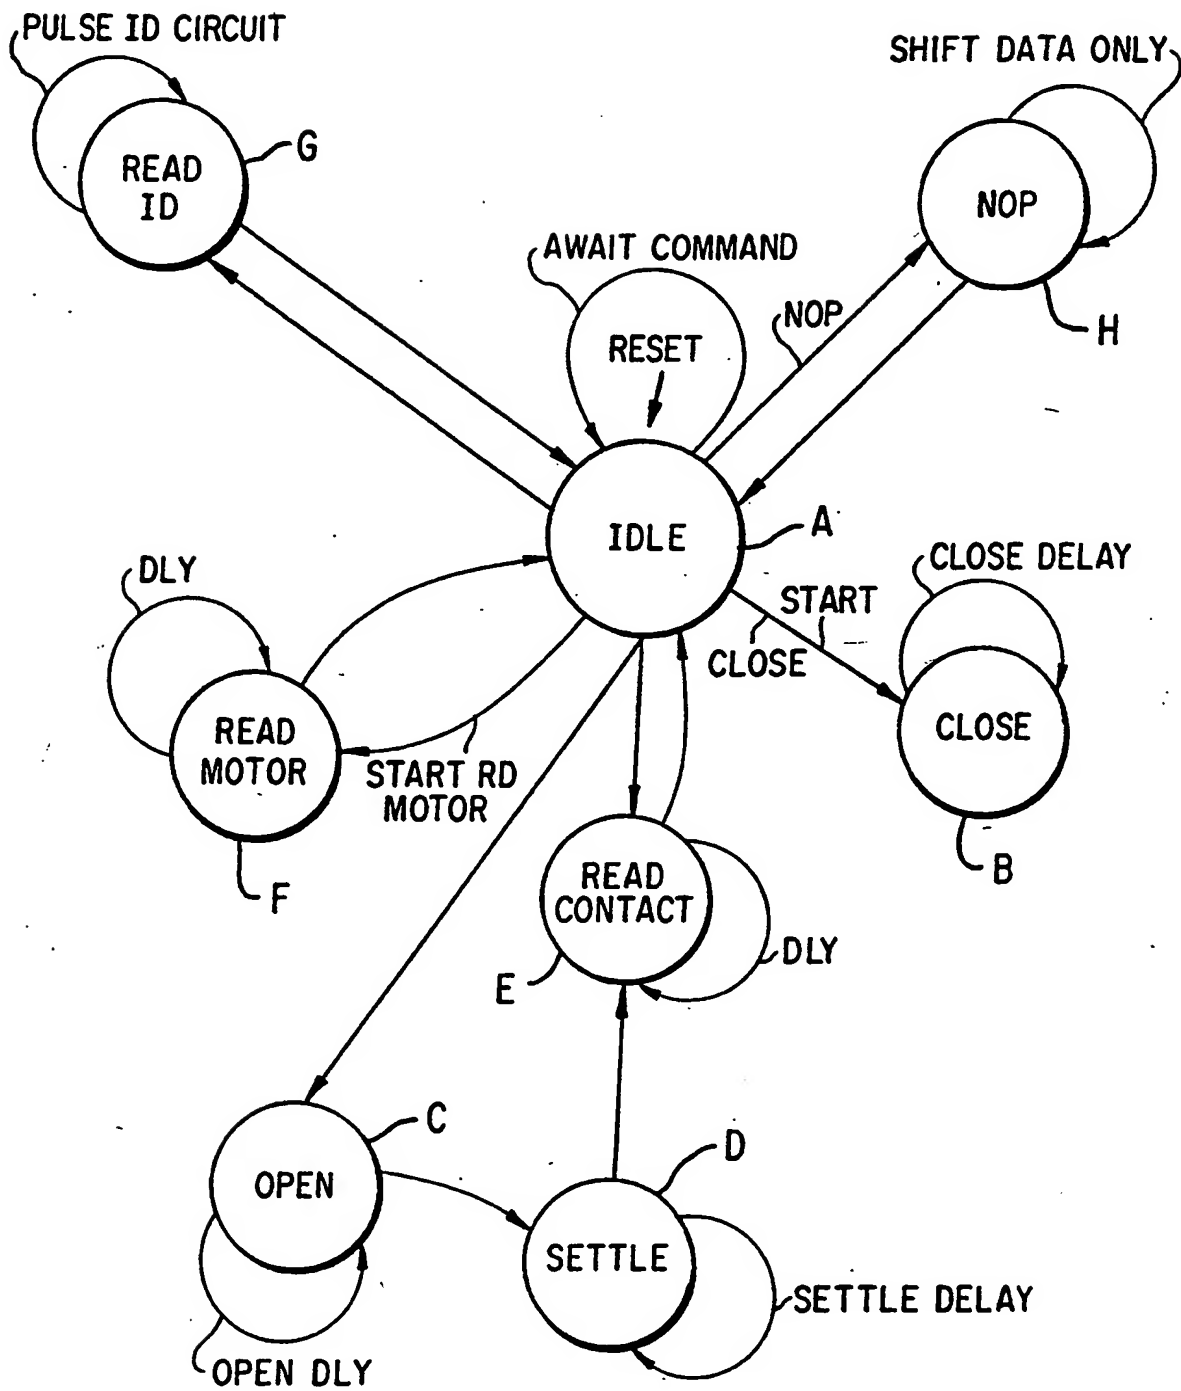 PULSE ID CIRCUIT
SHIFT DATA ONLY
G
READ
ID
NOP
AWAIT COMMAND
NOP
H
RESET
IDLE
A
DLY
CLOSE DELAY
START
CLOSE
READ
MOTOR
START RD
MOTOR
CLOSE
B
F
READ
CONTACT
DLY
E
C
D
OPEN
SETTLE
SETTLE DELAY
OPEN DLY